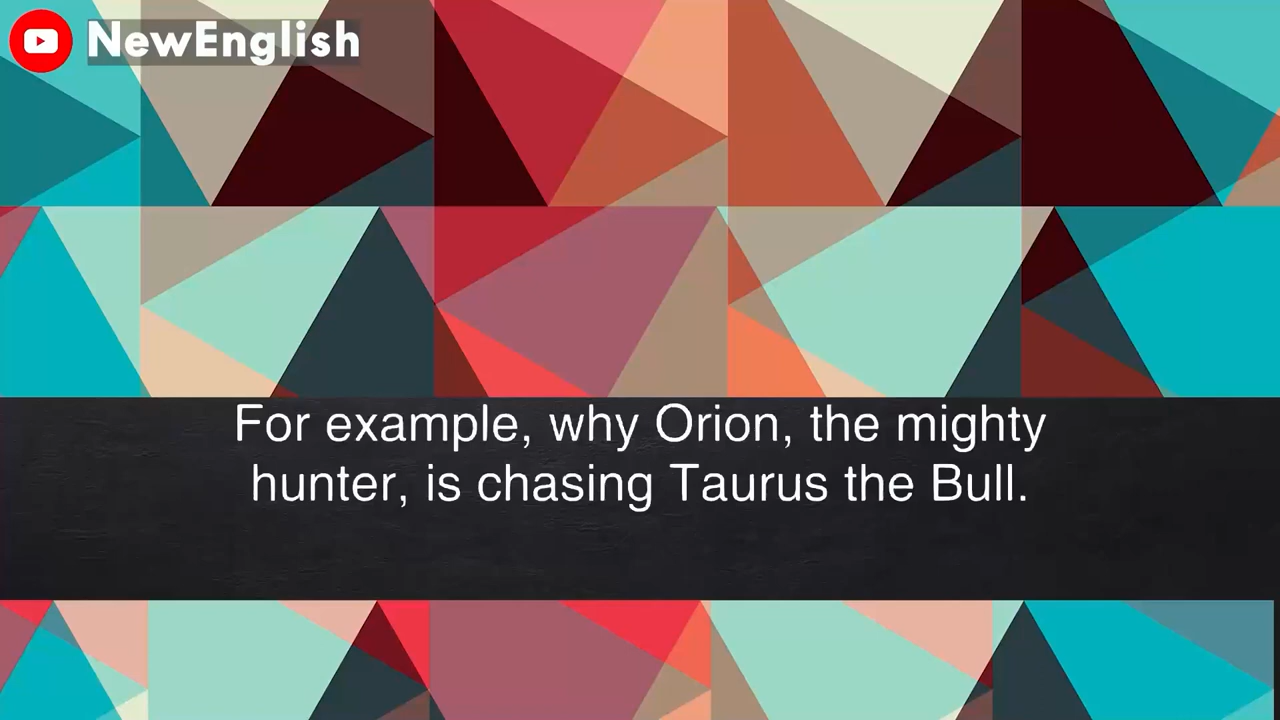 NewEnglish
For example, why Orion, the mighty
hunter, is chasing Taurus the Bull.